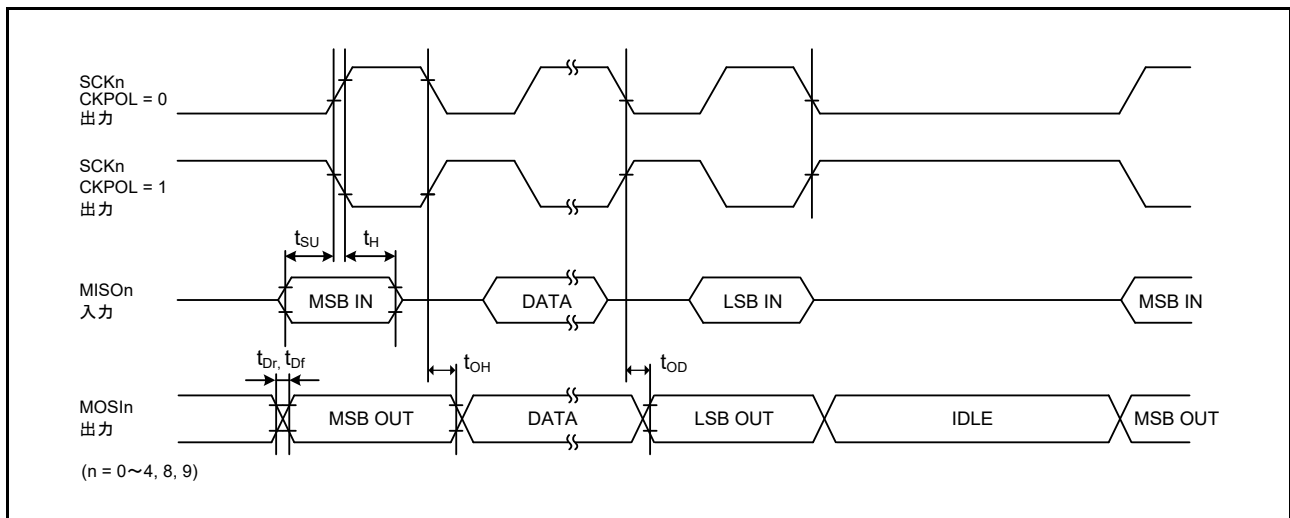 SCKn
CKPOL = 0
出力
SCKn
CKPOL = 1
出力
tSU
tH
MISOn
入力
MSB IN
DATA
LSB IN
MSB IN
tDr, tDf
tOH
tOD
MOSIn
出力
MSB OUT
DATA
LSB OUT
IDLE
MSB OUT
(n = 0～4, 8, 9)